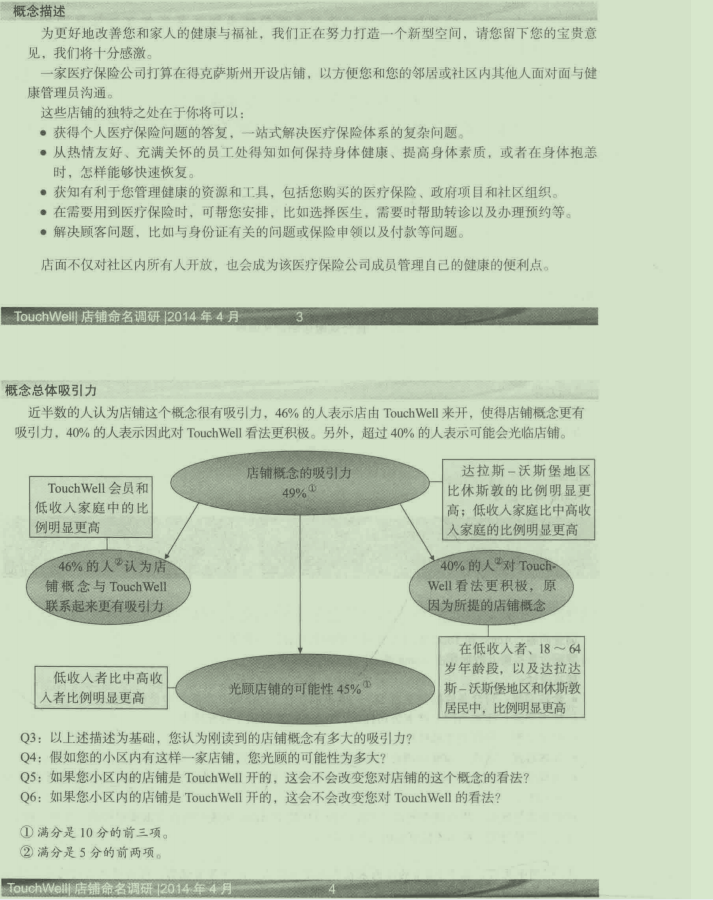 概念描述
为更好地改善您和家人的健康与福祉，我们正在努力打造一个新型空间，请您留下您的宝贵意
见，我们将十分感激。
一家医疗保险公司打算在得克萨斯州开设店铺，以方便您和您的邻居或社区内其他人面对面与健
康管理员沟通。
这些店铺的独特之处在于你将可以：
● 获得个人医疗保险问题的答复，一站式解决医疗保险体系的复杂问题。
● 从热情友好、充满关怀的员工处得知如何保持身体健康、提高身体素质，或者在身体抱恙
时，怎样能够快速恢复。
● 获知有利于您管理健康的资源和工具，包括您购买的医疗保险、政府项目和社区组织。
● 在需要用到医疗保险时，可帮您安排，比如选择医生，需要时帮助转诊以及办理预约等。
● 解决顾客问题，比如与身份证有关的问题或保险申领以及付款等问题。
店面不仅对社区内所有人开放，也会成为该医疗保险公司成员管理自己的健康的便利点。
TouchWell| 店铺命名调研 |2014 年 4 月 3
概念总体吸引力
近半数的人认为店铺这个概念很有吸引力，46% 的人表示店由 TouchWell 来开，使得店铺概念更有
吸引力，40% 的人表示因此对 TouchWell 看法更积极。另外，超过 40% 的人表示可能会光临店铺。
店铺概念的吸引力
49%①
TouchWell 会员和
低收入家庭中的比
例明显更高
达拉斯－沃斯堡地区
比休斯敦的比例明显更
高；低收入家庭比中高收
入家庭的比例明显更高
46% 的人②认为店
铺概念与 TouchWell
联系起来更有吸引力
40% 的人②对 Touch-
Well 看法更积极，原
因为所提的店铺概念
低收入者比中高收
入者比例明显更高
光顾店铺的可能性 45%①
在低收入者、18～64
岁年龄段，以及达拉达
斯－沃斯堡地区和休斯敦
居民中，比例明显更高
Q3：以上述描述为基础，您认为刚读到的店铺概念有多大的吸引力？
Q4：假如您的小区内有这样一家店铺，您光顾的可能性为多大？
Q5：如果您小区内的店铺是 TouchWell 开的，这会不会改变您对店铺的这个概念的看法？
Q6：如果您小区内的店铺是 TouchWell 开的，这会不会改变您对 TouchWell 的看法？
① 满分是 10 分的前三项。
② 满分是 5 分的前两项。
TouchWell| 店铺命名调研 |2014 年 4 月 4